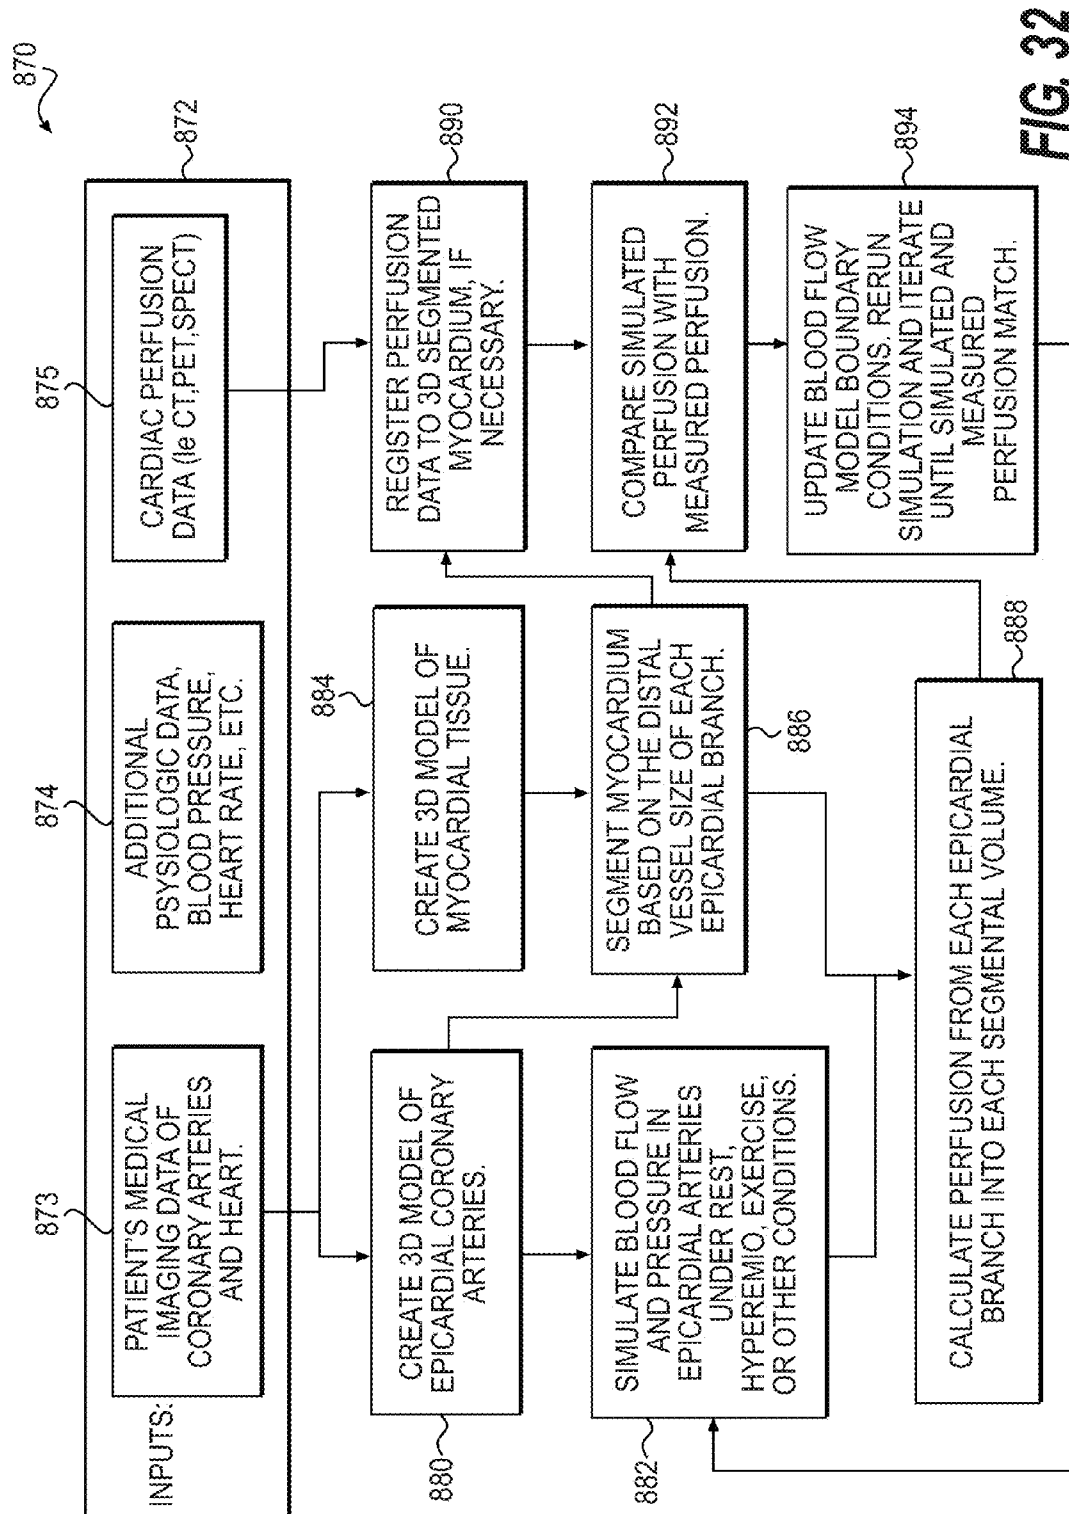 870
872
INPUTS:
873
PATIENT'S MEDICAL
IMAGING DATA OF
CORONARY ARTERIES
AND HEART.
874
ADDITIONAL
PSYSIOLOGIC DATA,
BLOOD PRESSURE,
HEART RATE, ETC.
875
CARDIAC PERFUSION
DATA (Ie CT,PET,SPECT)
880
CREATE 3D MODEL OF
EPICARDIAL CORONARY
ARTERIES.
884
CREATE 3D MODEL OF
MYOCARDIAL TISSUE.
890
REGISTER PERFUSION
DATA TO 3D SEGMENTED
MYOCARDIUM, IF
NECESSARY.
882
SIMULATE BLOOD FLOW
AND PRESSURE IN
EPICARDIAL ARTERIES
UNDER REST,
HYPEREMIO, EXERCISE,
OR OTHER CONDITIONS.
886
SEGMENT MYOCARDIUM
BASED ON THE DISTAL
VESSEL SIZE OF EACH
EPICARDIAL BRANCH.
892
COMPARE SIMULATED
PERFUSION WITH
MEASURED PERFUSION.
888
CALCULATE PERFUSION FROM EACH EPICARDIAL
BRANCH INTO EACH SEGMENTAL VOLUME.
894
UPDATE BLOOD FLOW
MODEL BOUNDARY
CONDITIONS. RERUN
SIMULATION AND ITERATE
UNTIL SIMULATED AND
MEASURED
PERFUSION MATCH.
FIG. 32